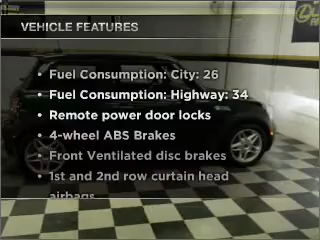 VEHICLE FEATURES
• Fuel Consumption: City: 26
• Fuel Consumption: Highway: 34
• Remote power door locks
• 4-wheel ABS Brakes
• Front Ventilated disc brakes
• 1st and 2nd row curtain head
airbags